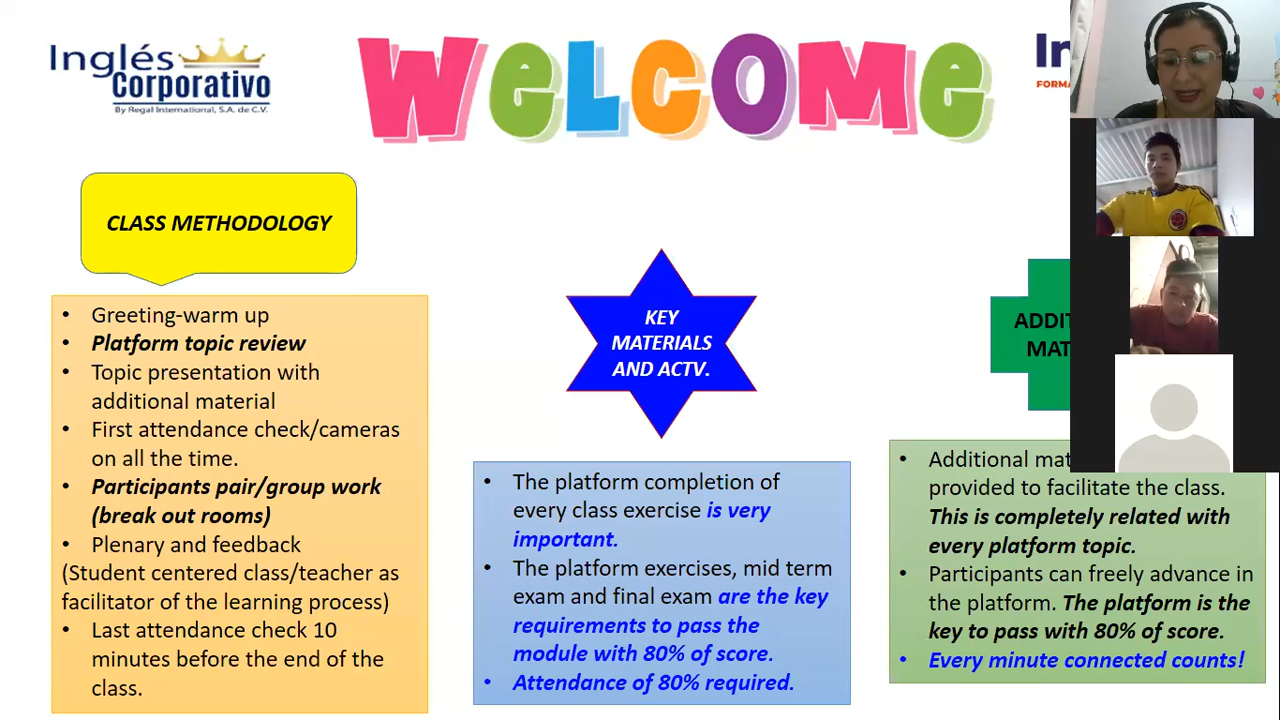 Inglés
Corporativo
By Regal International, S.A. de C.V.
WeLCOMe
In
FORMA
CLASS METHODOLOGY
• Greeting-warm up
• Platform topic review
• Topic presentation with
additional material
• First attendance check/cameras
on all the time.
• Participants pair/group work
(break out rooms)
• Plenary and feedback
(Student centered class/teacher as
facilitator of the learning process)
• Last attendance check 10
minutes before the end of the
class.
KEY
MATERIALS
AND ACTV.
• The platform completion of
every class exercise is very
important.
• The platform exercises, mid term
exam and final exam are the key
requirements to pass the
module with 80% of score.
• Attendance of 80% required.
ADDIT
MAT
• Additional mat
provided to facilitate the class.
This is completely related with
every platform topic.
• Participants can freely advance in
the platform. The platform is the
key to pass with 80% of score.
• Every minute connected counts!